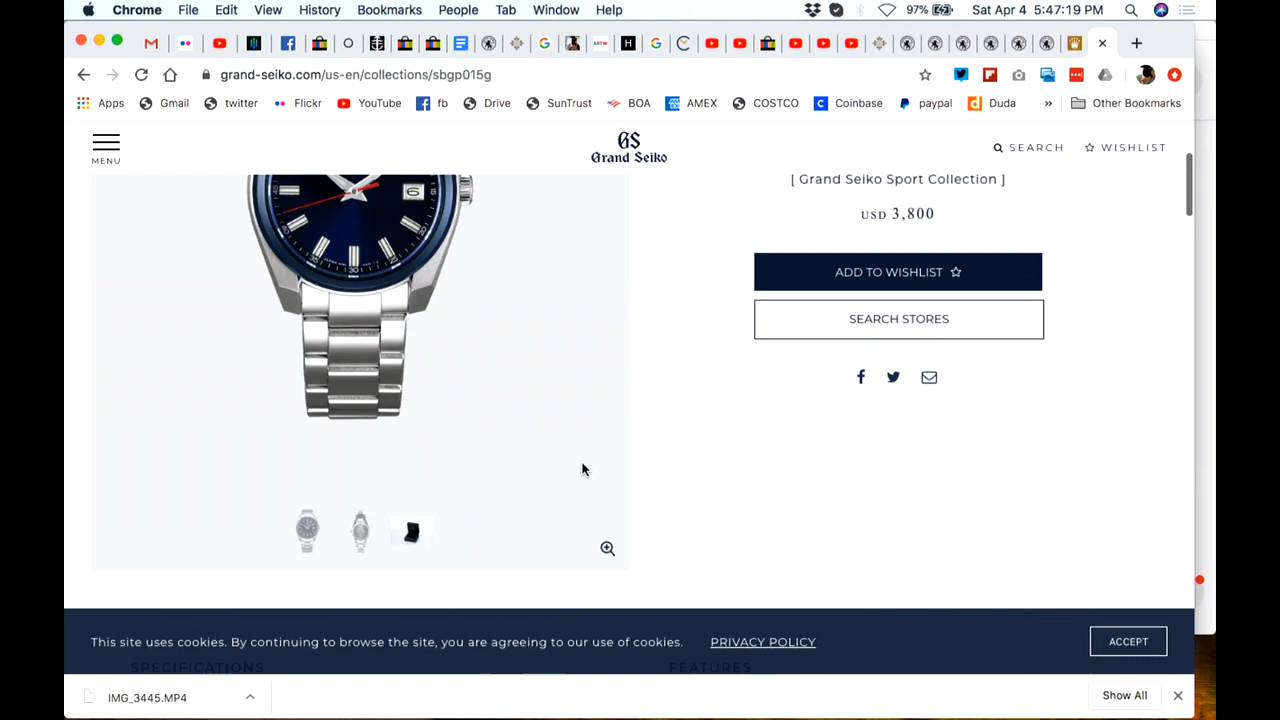 Chrome File Edit View History Bookmarks People Tab Window Help 97% Sat Apr 4 5:47:19 PM
grand-seiko.com/us-en/collections/sbgp015g
Apps Gmail twitter Flickr YouTube fb Drive SunTrust BOA AMEX COSTCO Coinbase paypal Duda » Other Bookmarks
MENU
GS
Grand Seiko
SEARCH WISHLIST
[ Grand Seiko Sport Collection ]
USD 3,800
ADD TO WISHLIST
SEARCH STORES
6
30
This site uses cookies. By continuing to browse the site, you are agreeing to our use of cookies. PRIVACY POLICY ACCEPT
SPECIFICATIONS FEATURES
IMG_3445.MP4 Show All